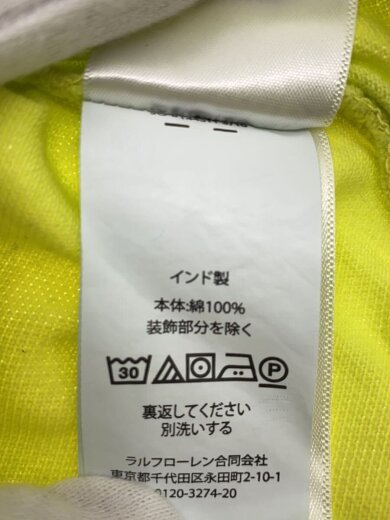 インド製
本体:綿100%
装飾部分を除く
30 P
裏返してください
別洗いする
ラルフローレン合同会社
東京都千代田区永田町2-10-1
0120-3274-20